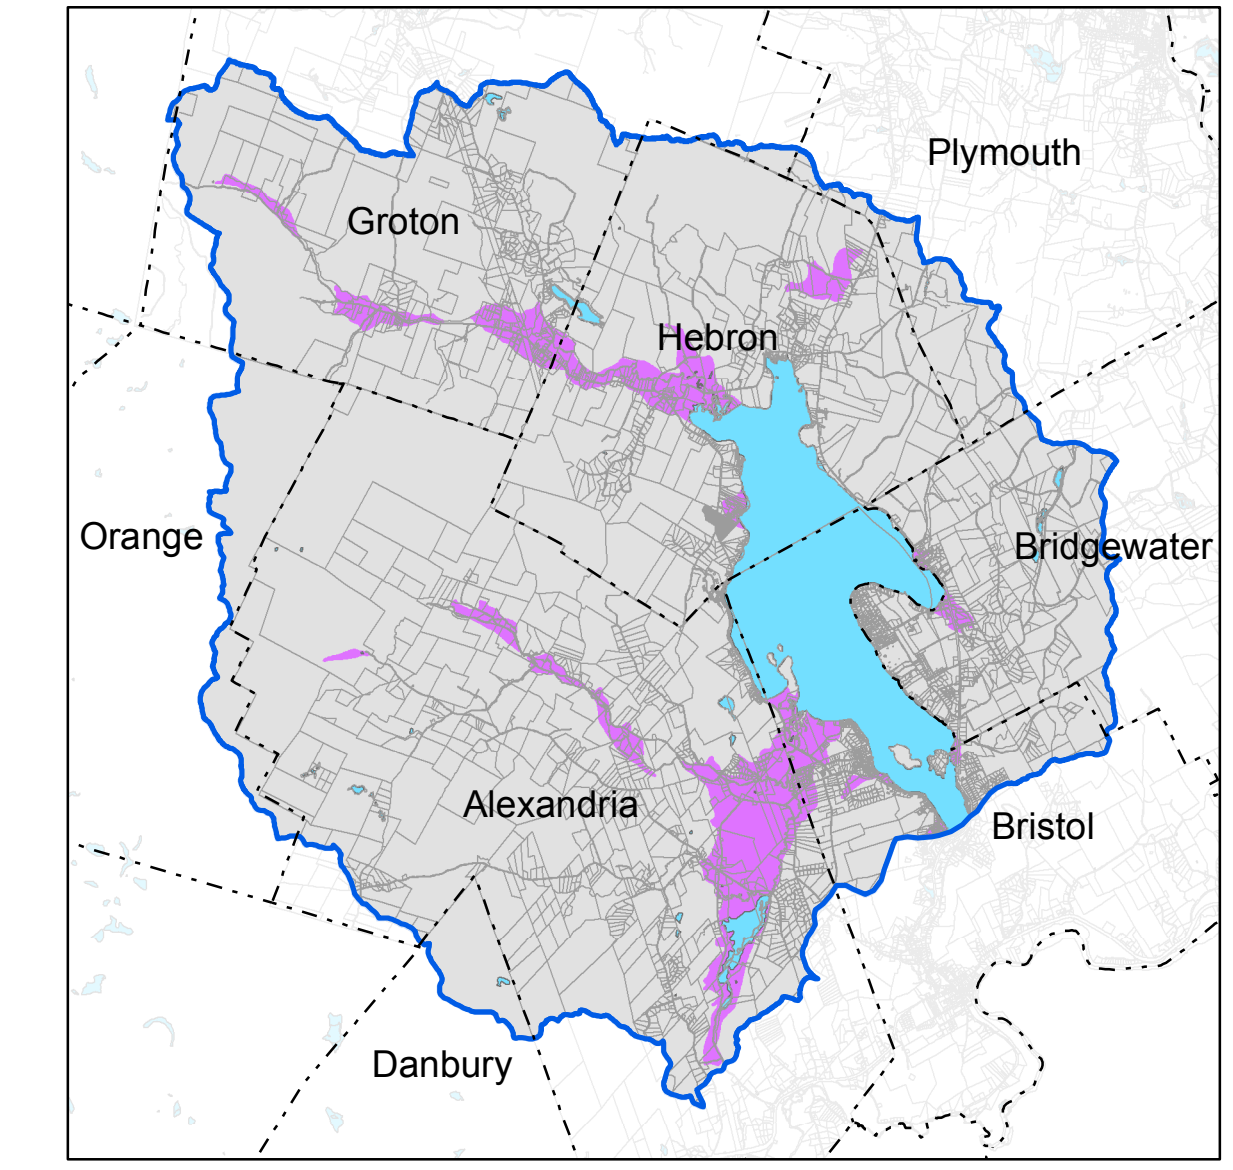 Plymouth
Groton
Hebron
Orange
Bridgewater
Alexandria
Bristol
Danbury